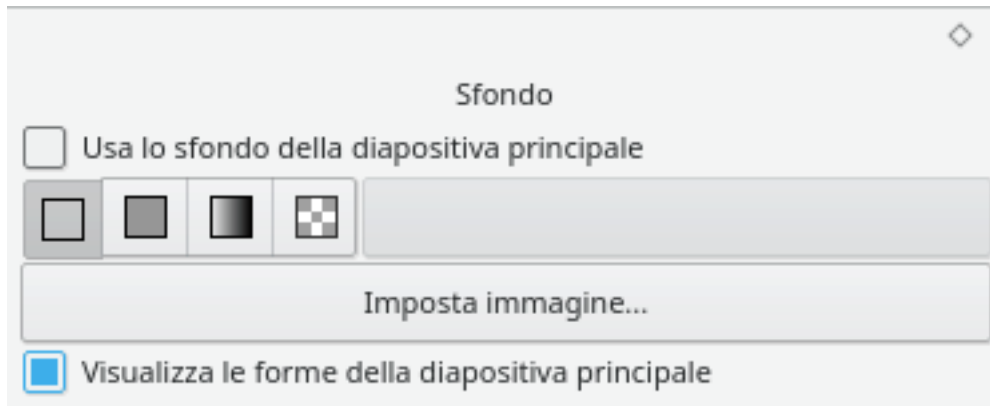 Sfondo
Usa lo sfondo della diapositiva principale
Imposta immagine...
Visualizza le forme della diapositiva principale